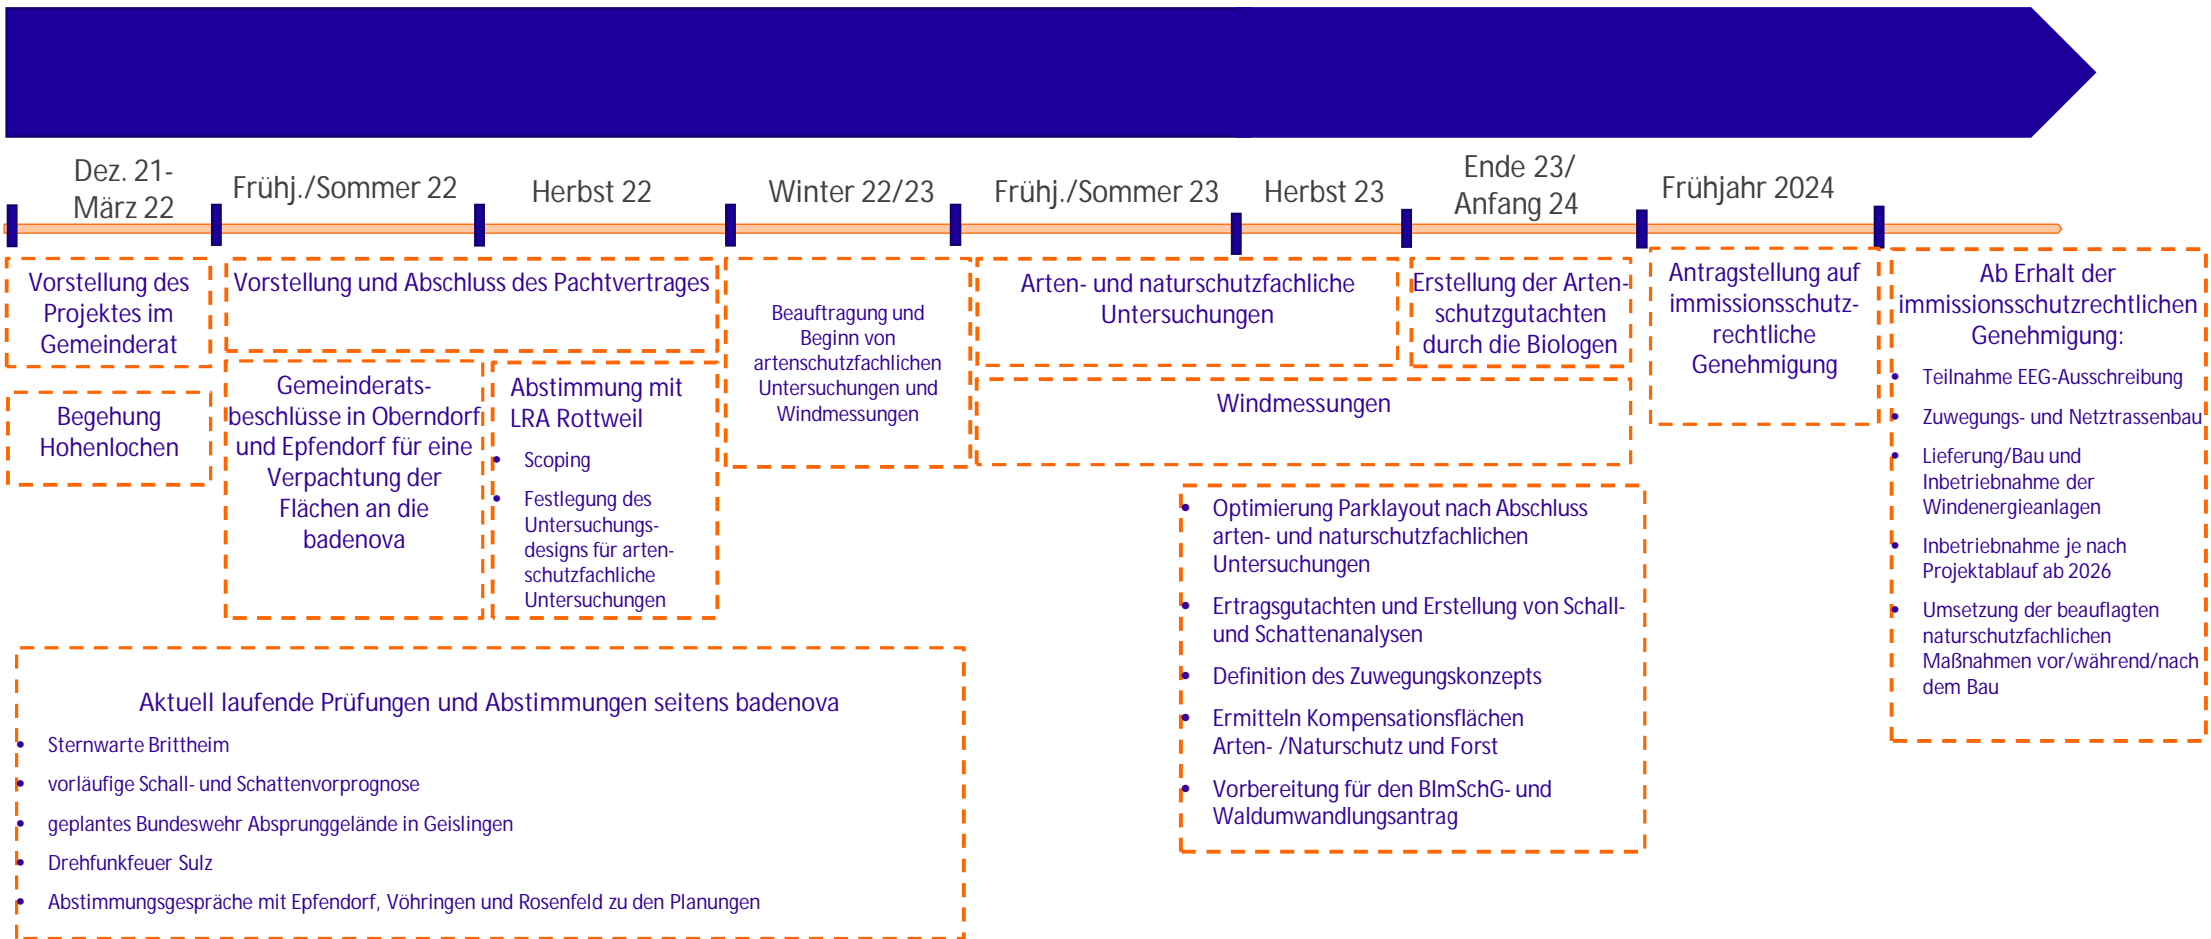 Dez. 21-
März 22
Frühj./Sommer 22
Herbst 22
Winter 22/23
Frühj./Sommer 23
Herbst 23
Ende 23/
Anfang 24
Frühjahr 2024
Vorstellung des
Projektes im
Gemeinderat
Begehung
Hohenlochen
Vorstellung und Abschluss des Pachtvertrages
Gemeinderats-
beschlüsse in Oberndorf
und Epfendorf für eine
Verpachtung der
Flächen an die
badenova
Abstimmung mit
LRA Rottweil
• Scoping
• Festlegung des
Untersuchungs-
designs für arten-
schutzfachliche
Untersuchungen
Beauftragung und
Beginn von
artenschutzfachlichen
Untersuchungen und
Windmessungen
Arten- und naturschutzfachliche
Untersuchungen
Erstellung der Arten-
schutzgutachten
durch die Biologen
Windmessungen
• Optimierung Parklayout nach Abschluss
arten- und naturschutzfachlichen
Untersuchungen
• Ertragsgutachten und Erstellung von Schall-
und Schattenanalysen
• Definition des Zuwegungskonzepts
• Ermitteln Kompensationsflächen
Arten- /Naturschutz und Forst
• Vorbereitung für den BImSchG- und
Waldumwandlungsantrag
Antragstellung auf
immissionsschutz-
rechtliche
Genehmigung
Ab Erhalt der
immissionsschutzrechtlichen
Genehmigung:
• Teilnahme EEG-Ausschreibung
• Zuwegungs- und Netztrassenbau
• Lieferung/Bau und
Inbetriebnahme der
Windenergieanlagen
• Inbetriebnahme je nach
Projektablauf ab 2026
• Umsetzung der beauflagten
naturschutzfachlichen
Maßnahmen vor/während/nach
dem Bau
Aktuell laufende Prüfungen und Abstimmungen seitens badenova
• Sternwarte Brittheim
• vorläufige Schall- und Schattenvorprognose
• geplantes Bundeswehr Absprunggelände in Geislingen
• Drehfunkfeuer Sulz
• Abstimmungsgespräche mit Epfendorf, Vöhringen und Rosenfeld zu den Planungen